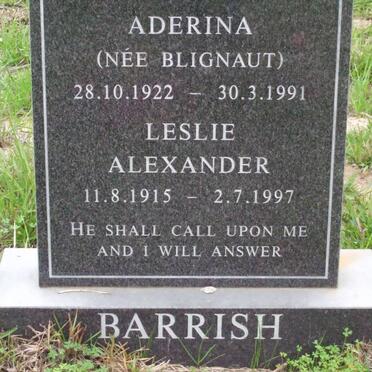 ADERINA
(NÉE BLIGNAUT)
28.10.1922 – 30.3.1991
LESLIE
ALEXANDER
11.8.1915 – 2.7.1997
HE SHALL CALL UPON ME
AND I WILL ANSWER
BARRISH